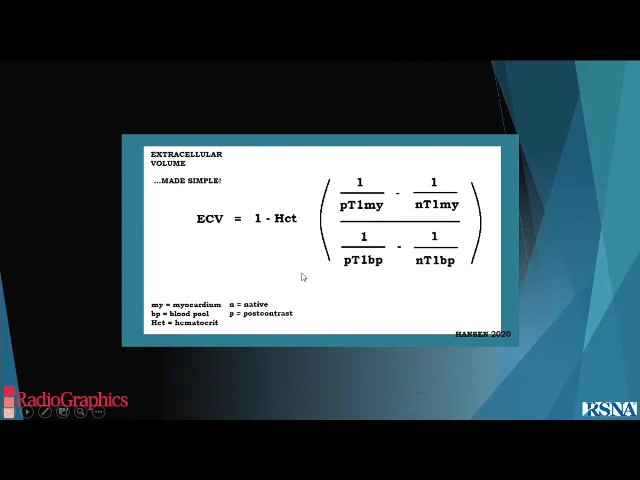 EXTRACELLULAR
VOLUME
...MADE SIMPLE!
ECV = 1 - Hct
1 - 1
pT1my nT1my
1 - 1
pT1bp nT1bp
my = myocardium n = native
bp = blood pool p = postcontrast
Hct = hematocrit
HANSEN 2020
RadioGraphics
RSNA